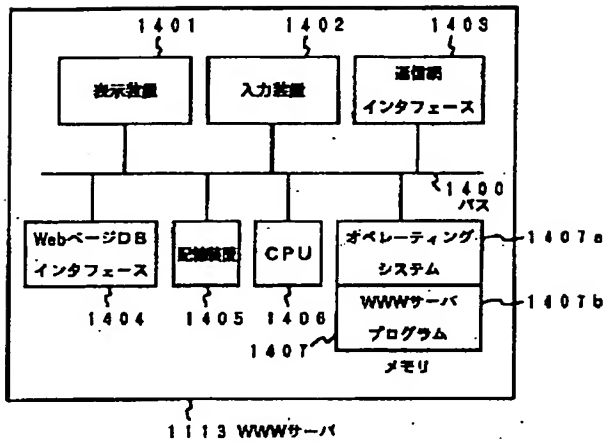 1401 1402 1403
表示装置
入力装置
通信網
インタフェース
1400
バス
WebページDB
インタフェース
記憶装置
CPU
オペレーティング
システム
1407a
WWWサーバ
プログラム
1407b
1404 1405 1406 1407
メモリ
1113 WWWサーバ